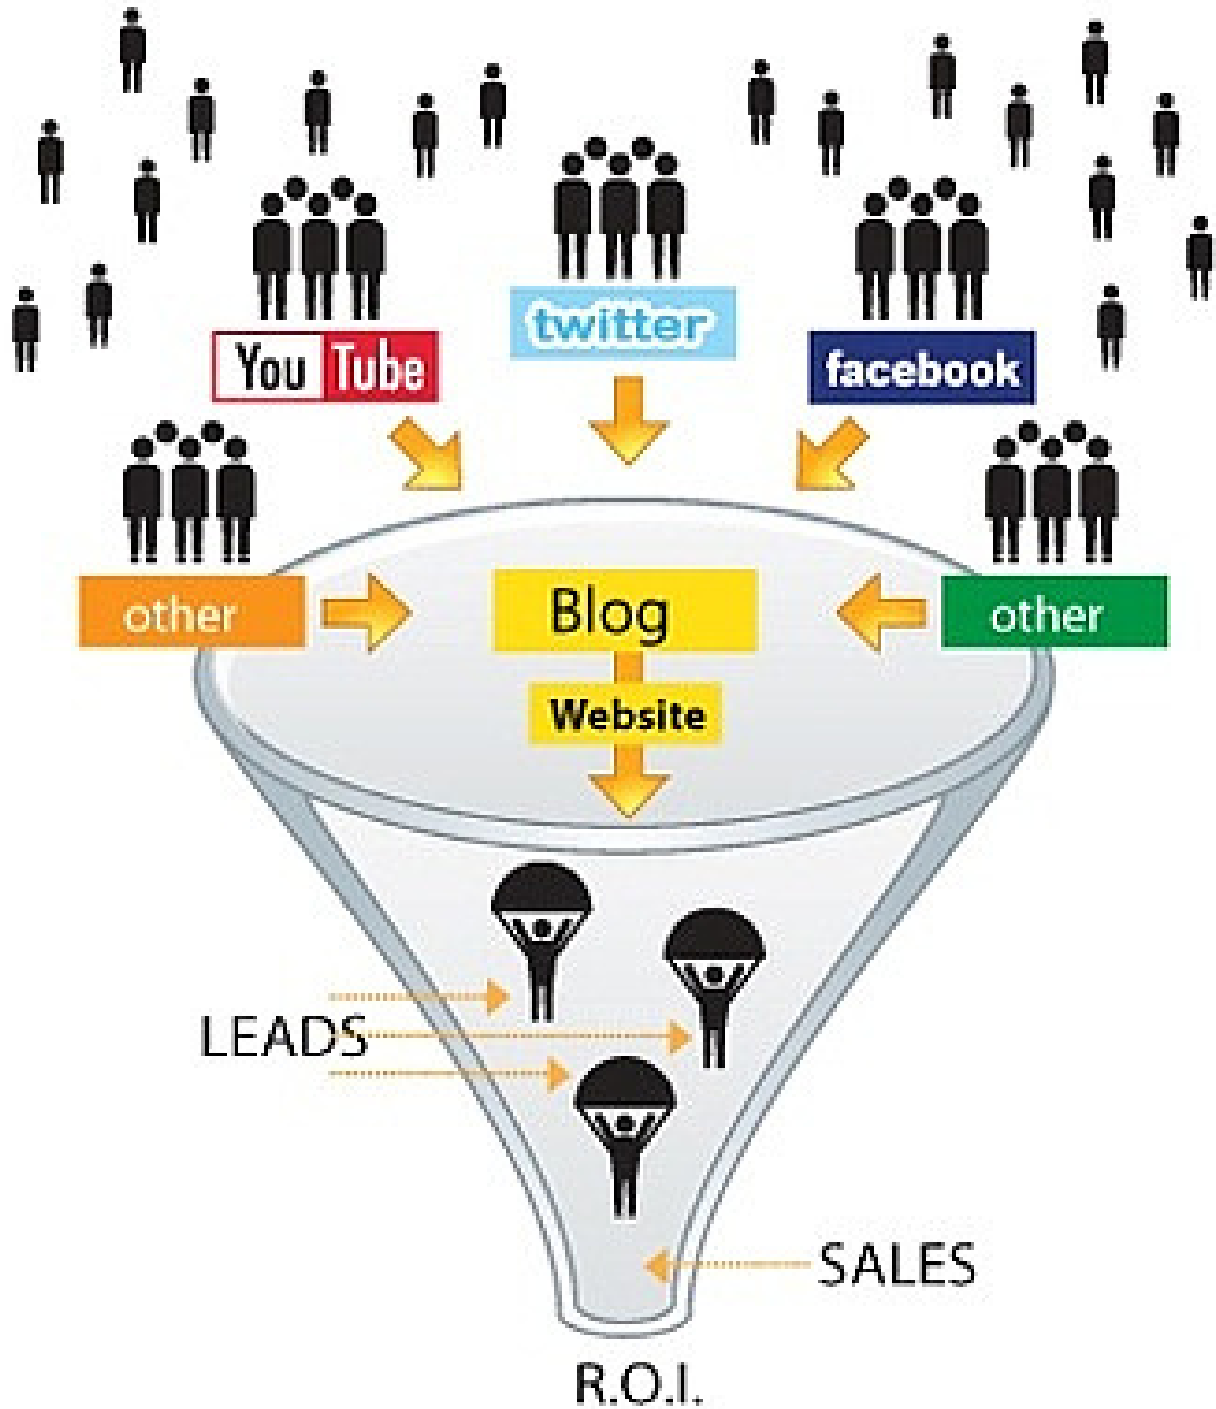 twitter
YouTube
facebook
other
other
Blog
Website
LEADS
SALES
R.O.I.